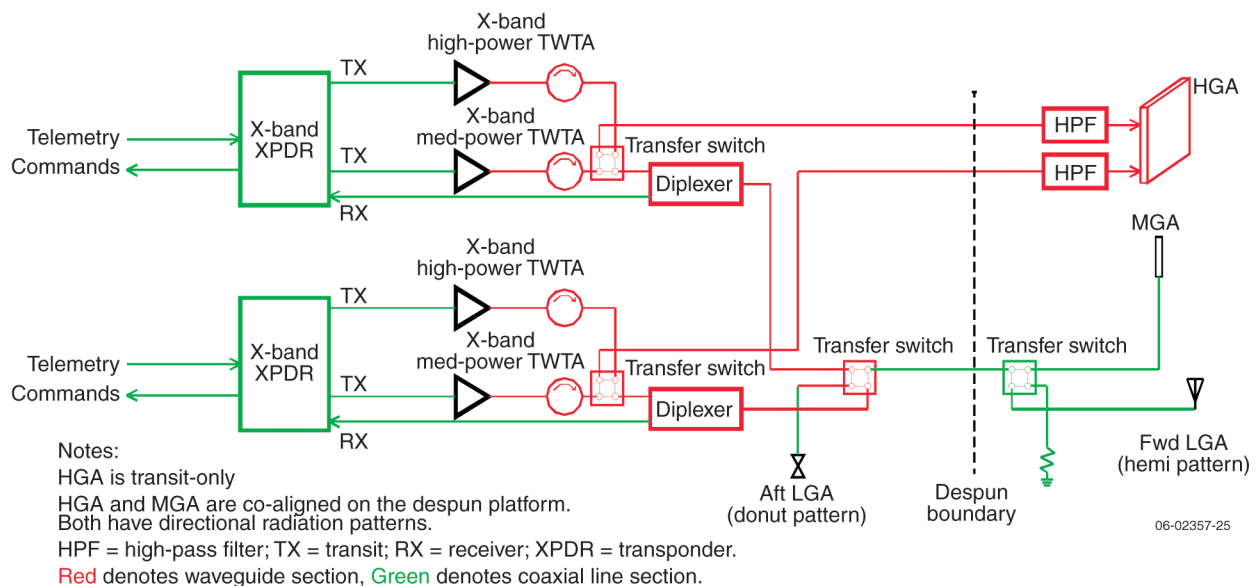 X-band
high-power TWTA
TX
X-band
XPDR
Telemetry
Commands
X-band
med-power TWTA
TX
RX
Transfer switch
Diplexer
HPF
HPF
HGA
MGA
X-band
high-power TWTA
TX
X-band
XPDR
Telemetry
Commands
X-band
med-power TWTA
TX
RX
Transfer switch
Diplexer
Transfer switch
Transfer switch
Aft LGA
(donut pattern)
Despun
boundary
Fwd LGA
(hemi pattern)
06-02357-25
Notes:
HGA is transit-only
HGA and MGA are co-aligned on the despun platform.
Both have directional radiation patterns.
HPF = high-pass filter; TX = transit; RX = receiver; XPDR = transponder.
Red denotes waveguide section, Green denotes coaxial line section.